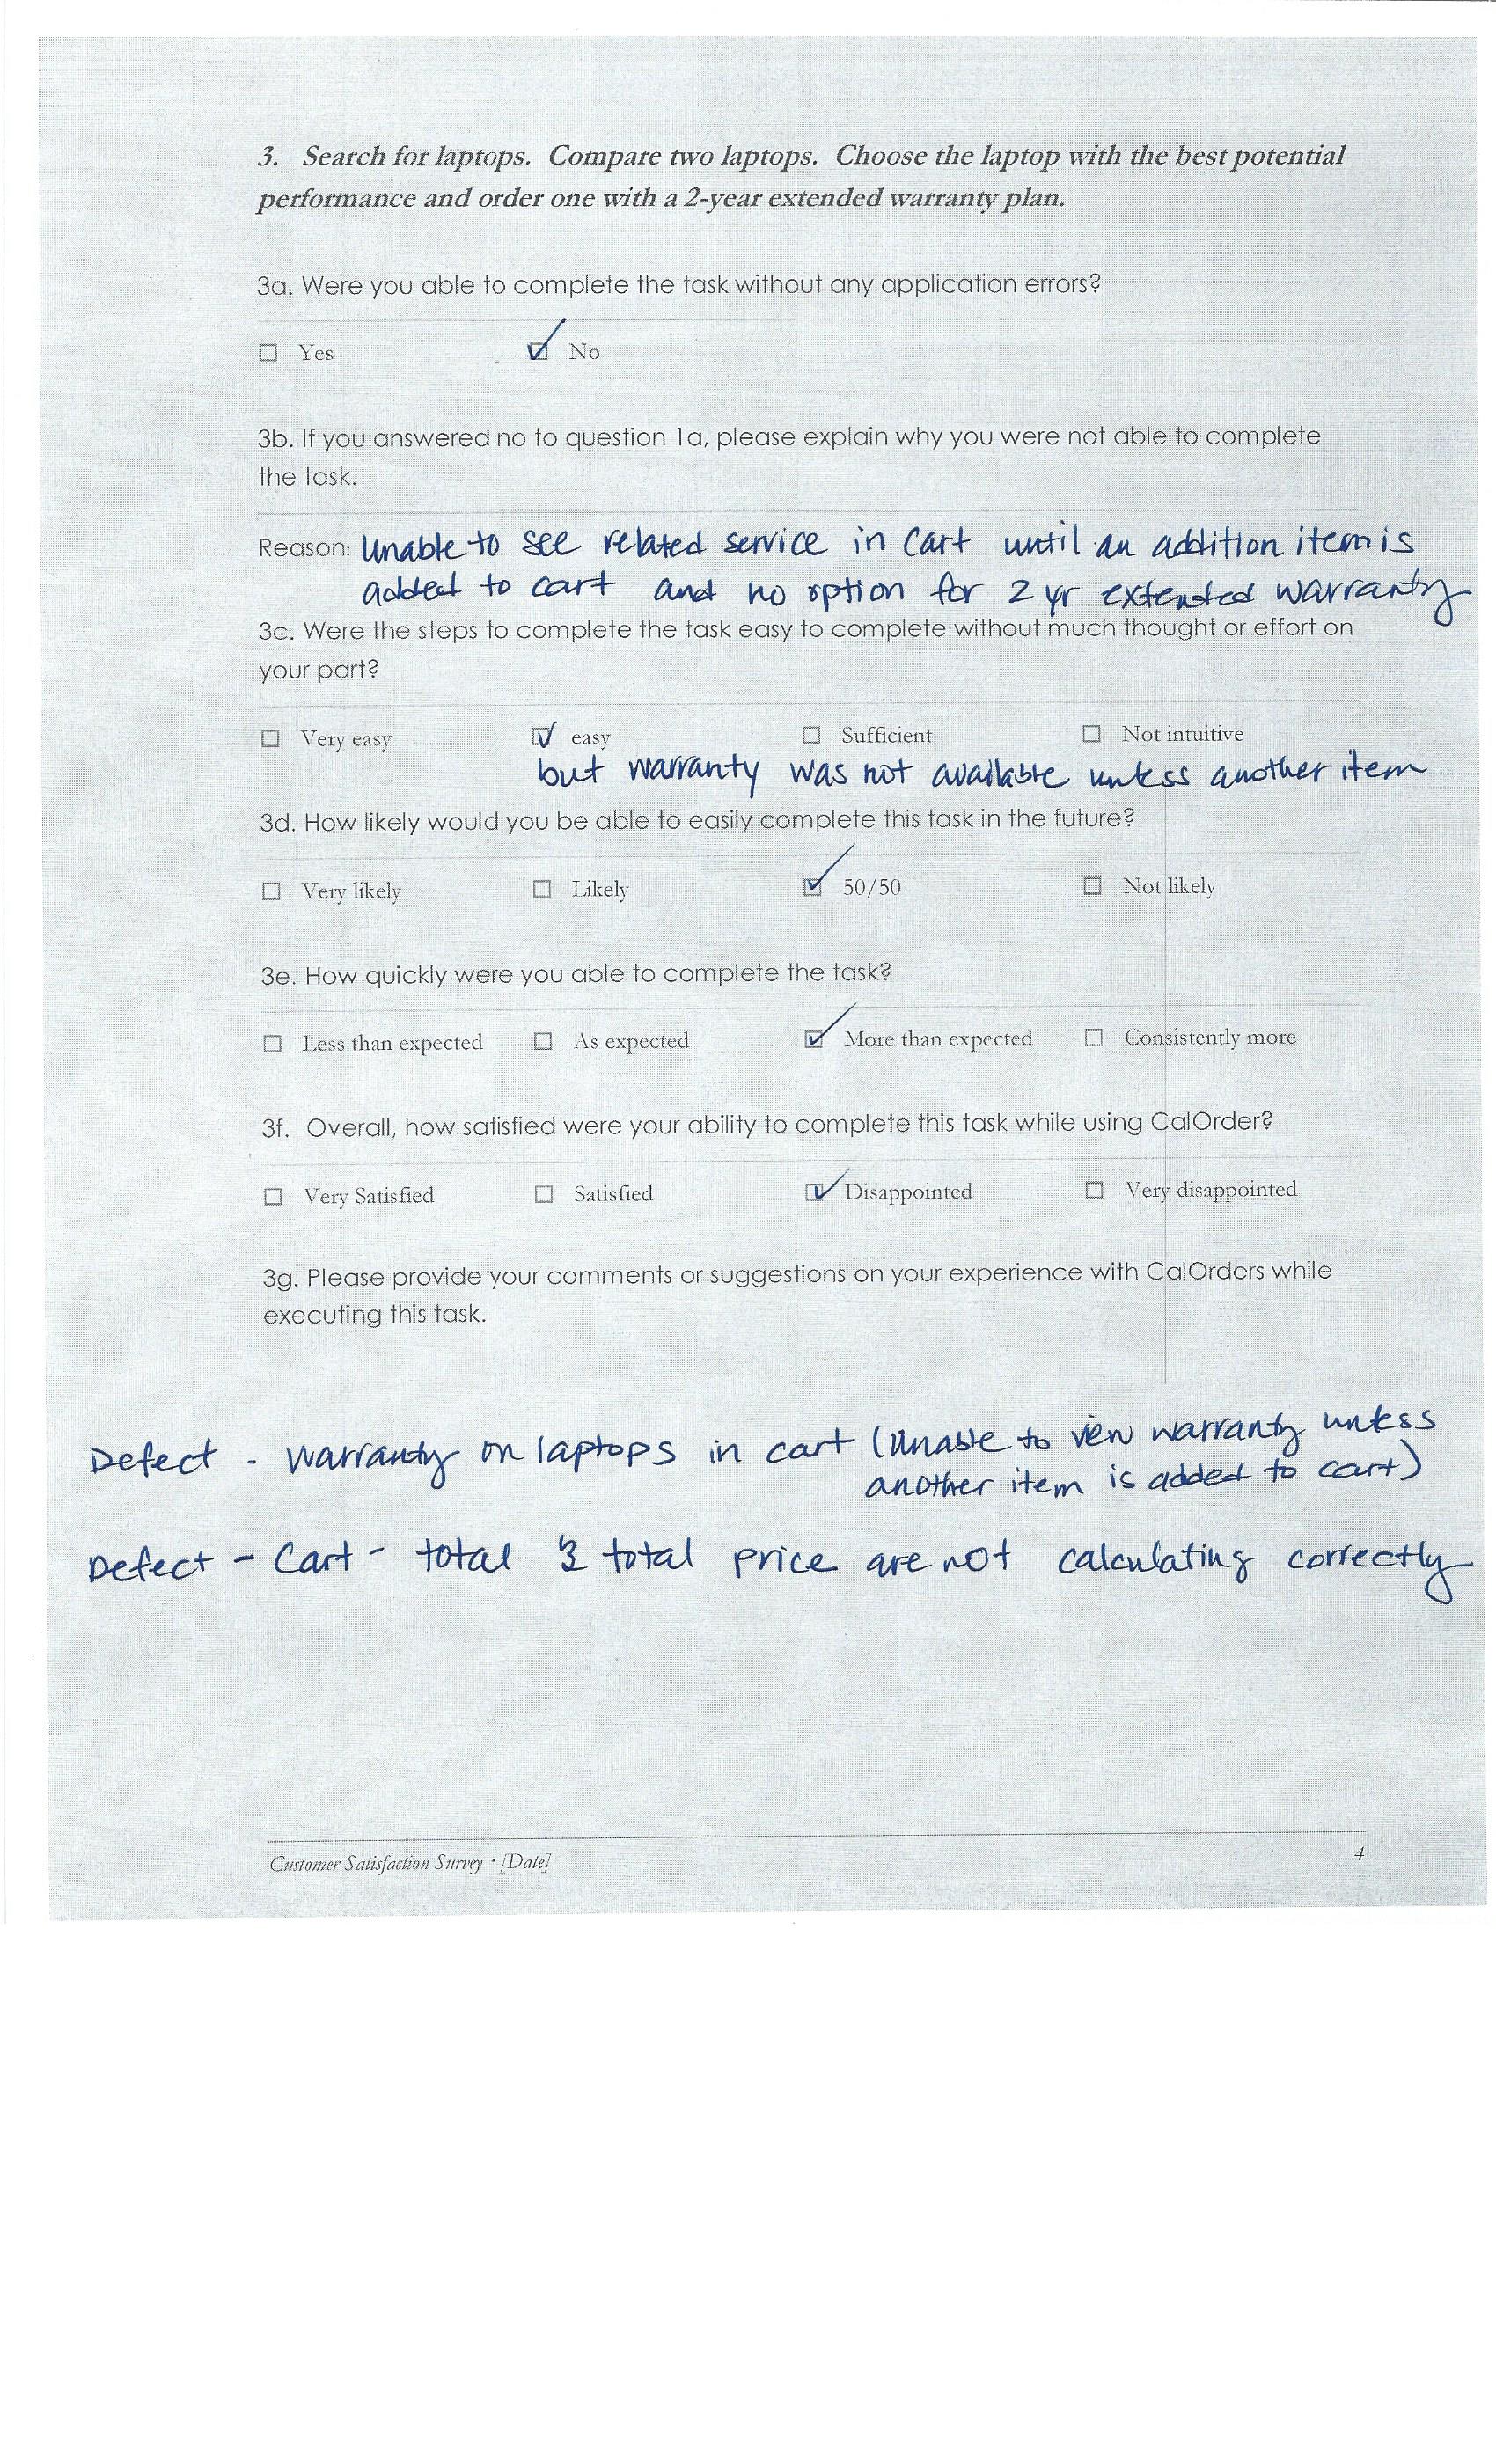 3. Search for laptops. Compare two laptops. Choose the laptop with the best potential
performance and order one with a 2-year extended warranty plan.
3a. Were you able to complete the task without any application errors?
☐ Yes ☑ No
3b. If you answered no to question 1a, please explain why you were not able to complete
the task.
Reason: Unable to see related service in cart until an addition item is
added to cart and no option for 2 yr extended warranty
3c. Were the steps to complete the task easy to complete without much thought or effort on
your part?
☐ Very easy ☑ easy ☐ Sufficient ☐ Not intuitive
but warranty was not available unless another item
3d. How likely would you be able to easily complete this task in the future?
☐ Very likely ☐ Likely ☑ 50/50 ☐ Not likely
3e. How quickly were you able to complete the task?
☐ Less than expected ☐ As expected ☑ More than expected ☐ Consistently more
3f. Overall, how satisfied were your ability to complete this task while using CalOrder?
☐ Very Satisfied ☐ Satisfied ☑ Disappointed ☐ Very disappointed
3g. Please provide your comments or suggestions on your experience with CalOrders while
executing this task.
Defect - Warranty on laptops in cart (Unable to view warranty unless
another item is added to cart)
Defect - Cart - total & total price are not calculating correctly
Customer Satisfaction Survey • [Date] 4